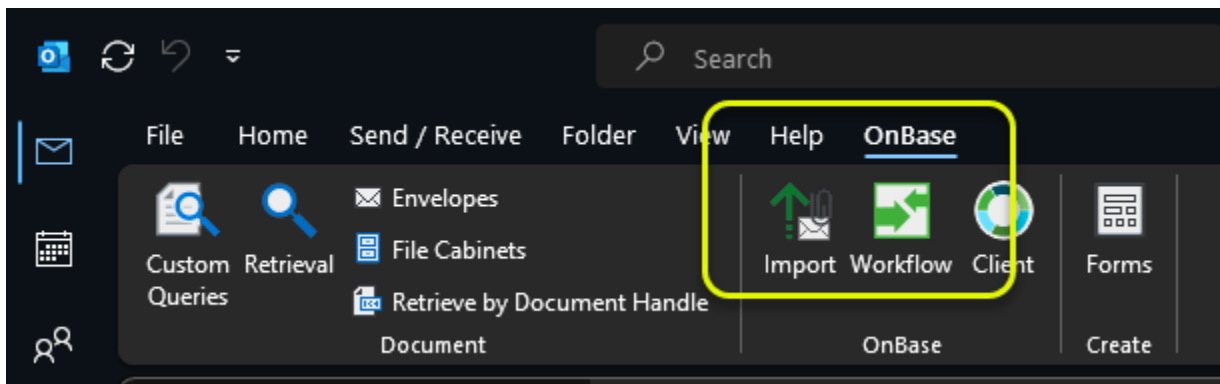 Search
File Home Send / Receive Folder View Help OnBase
Custom Queries
Retrieval
Envelopes
File Cabinets
Retrieve by Document Handle
Document
Import Workflow Client
OnBase
Forms
Create